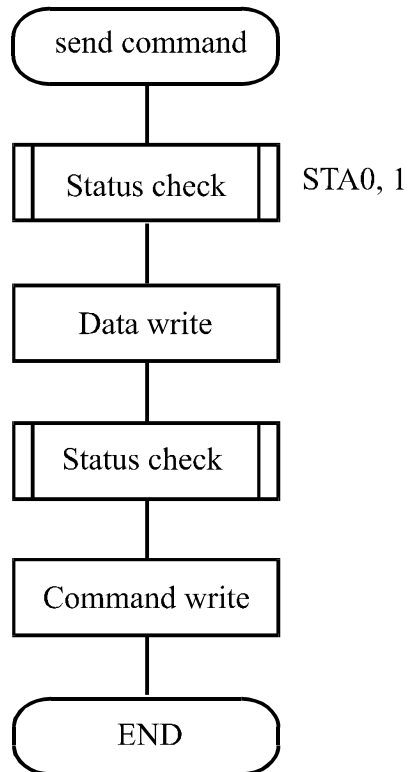 send command
Status check
STA0, 1
Data write
Status check
Command write
END